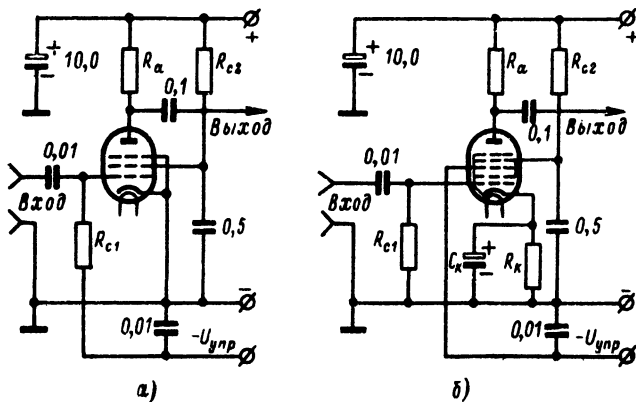 +
+
10,0
−
Rа
Rс2
0,1
Выход
0,01
Вход
Rс1
0,5
−
0,01
−Uупр
а)
+
+
10,0
−
Rа
Rс2
0,1
Выход
0,01
Вход
Rс1
Cк
+
−
Rк
0,5
−
0,01
−Uупр
б)